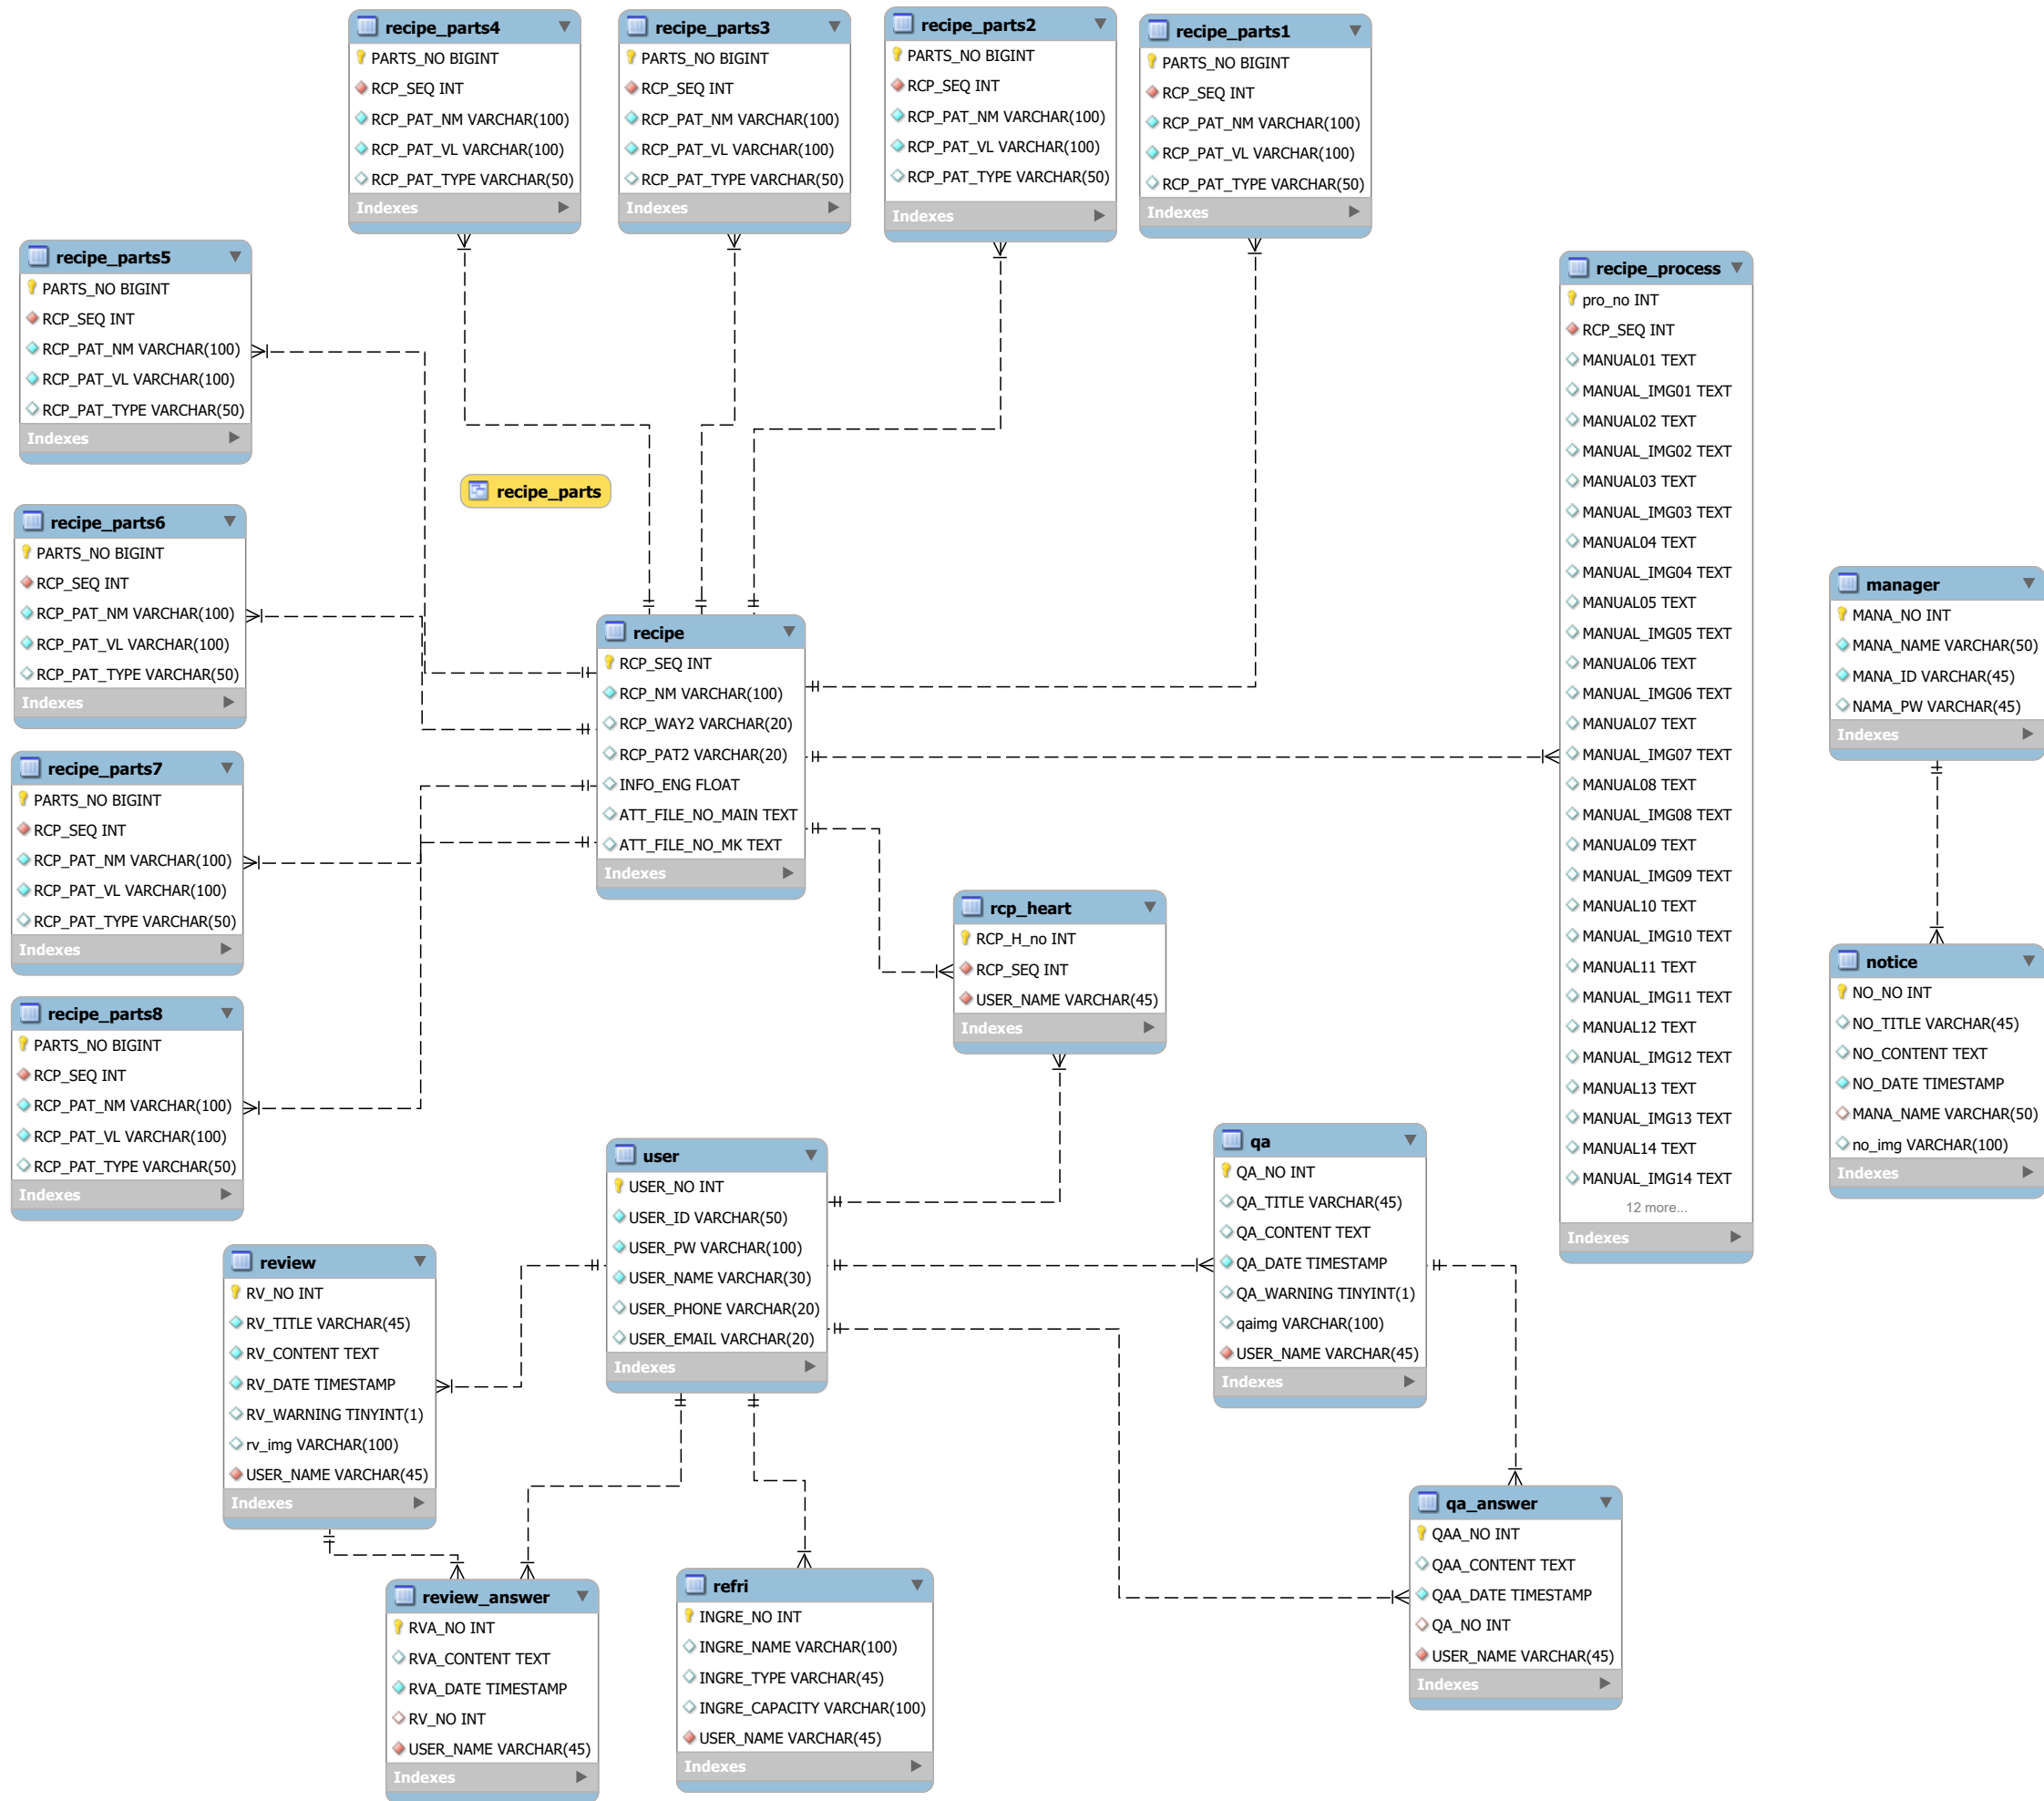 recipe_parts4
PARTS_NO BIGINT
RCP_SEQ INT
RCP_PAT_NM VARCHAR(100)
RCP_PAT_VL VARCHAR(100)
RCP_PAT_TYPE VARCHAR(50)
Indexes
recipe_parts3
PARTS_NO BIGINT
RCP_SEQ INT
RCP_PAT_NM VARCHAR(100)
RCP_PAT_VL VARCHAR(100)
RCP_PAT_TYPE VARCHAR(50)
Indexes
recipe_parts2
PARTS_NO BIGINT
RCP_SEQ INT
RCP_PAT_NM VARCHAR(100)
RCP_PAT_VL VARCHAR(100)
RCP_PAT_TYPE VARCHAR(50)
Indexes
recipe_parts1
PARTS_NO BIGINT
RCP_SEQ INT
RCP_PAT_NM VARCHAR(100)
RCP_PAT_VL VARCHAR(100)
RCP_PAT_TYPE VARCHAR(50)
Indexes
recipe_parts5
PARTS_NO BIGINT
RCP_SEQ INT
RCP_PAT_NM VARCHAR(100)
RCP_PAT_VL VARCHAR(100)
RCP_PAT_TYPE VARCHAR(50)
Indexes
recipe_process
pro_no INT
RCP_SEQ INT
MANUAL01 TEXT
MANUAL_IMG01 TEXT
MANUAL02 TEXT
MANUAL_IMG02 TEXT
MANUAL03 TEXT
MANUAL_IMG03 TEXT
MANUAL04 TEXT
MANUAL_IMG04 TEXT
MANUAL05 TEXT
MANUAL_IMG05 TEXT
MANUAL06 TEXT
MANUAL_IMG06 TEXT
MANUAL07 TEXT
MANUAL_IMG07 TEXT
MANUAL08 TEXT
MANUAL_IMG08 TEXT
MANUAL09 TEXT
MANUAL_IMG09 TEXT
MANUAL10 TEXT
MANUAL_IMG10 TEXT
MANUAL11 TEXT
MANUAL_IMG11 TEXT
MANUAL12 TEXT
MANUAL_IMG12 TEXT
MANUAL13 TEXT
MANUAL_IMG13 TEXT
MANUAL14 TEXT
MANUAL_IMG14 TEXT
12 more...
Indexes
recipe_parts
recipe_parts6
PARTS_NO BIGINT
RCP_SEQ INT
RCP_PAT_NM VARCHAR(100)
RCP_PAT_VL VARCHAR(100)
RCP_PAT_TYPE VARCHAR(50)
Indexes
manager
MANA_NO INT
MANA_NAME VARCHAR(50)
MANA_ID VARCHAR(45)
NAMA_PW VARCHAR(45)
Indexes
recipe
RCP_SEQ INT
RCP_NM VARCHAR(100)
RCP_WAY2 VARCHAR(20)
RCP_PAT2 VARCHAR(20)
INFO_ENG FLOAT
ATT_FILE_NO_MAIN TEXT
ATT_FILE_NO_MK TEXT
Indexes
recipe_parts7
PARTS_NO BIGINT
RCP_SEQ INT
RCP_PAT_NM VARCHAR(100)
RCP_PAT_VL VARCHAR(100)
RCP_PAT_TYPE VARCHAR(50)
Indexes
rcp_heart
RCP_H_no INT
RCP_SEQ INT
USER_NAME VARCHAR(45)
Indexes
notice
NO_NO INT
NO_TITLE VARCHAR(45)
NO_CONTENT TEXT
NO_DATE TIMESTAMP
MANA_NAME VARCHAR(50)
no_img VARCHAR(100)
Indexes
recipe_parts8
PARTS_NO BIGINT
RCP_SEQ INT
RCP_PAT_NM VARCHAR(100)
RCP_PAT_VL VARCHAR(100)
RCP_PAT_TYPE VARCHAR(50)
Indexes
user
USER_NO INT
USER_ID VARCHAR(50)
USER_PW VARCHAR(100)
USER_NAME VARCHAR(30)
USER_PHONE VARCHAR(20)
USER_EMAIL VARCHAR(20)
Indexes
qa
QA_NO INT
QA_TITLE VARCHAR(45)
QA_CONTENT TEXT
QA_DATE TIMESTAMP
QA_WARNING TINYINT(1)
qaimg VARCHAR(100)
USER_NAME VARCHAR(45)
Indexes
review
RV_NO INT
RV_TITLE VARCHAR(45)
RV_CONTENT TEXT
RV_DATE TIMESTAMP
RV_WARNING TINYINT(1)
rv_img VARCHAR(100)
USER_NAME VARCHAR(45)
Indexes
qa_answer
QAA_NO INT
QAA_CONTENT TEXT
QAA_DATE TIMESTAMP
QA_NO INT
USER_NAME VARCHAR(45)
Indexes
review_answer
RVA_NO INT
RVA_CONTENT TEXT
RVA_DATE TIMESTAMP
RV_NO INT
USER_NAME VARCHAR(45)
Indexes
refri
INGRE_NO INT
INGRE_NAME VARCHAR(100)
INGRE_TYPE VARCHAR(45)
INGRE_CAPACITY VARCHAR(100)
USER_NAME VARCHAR(45)
Indexes